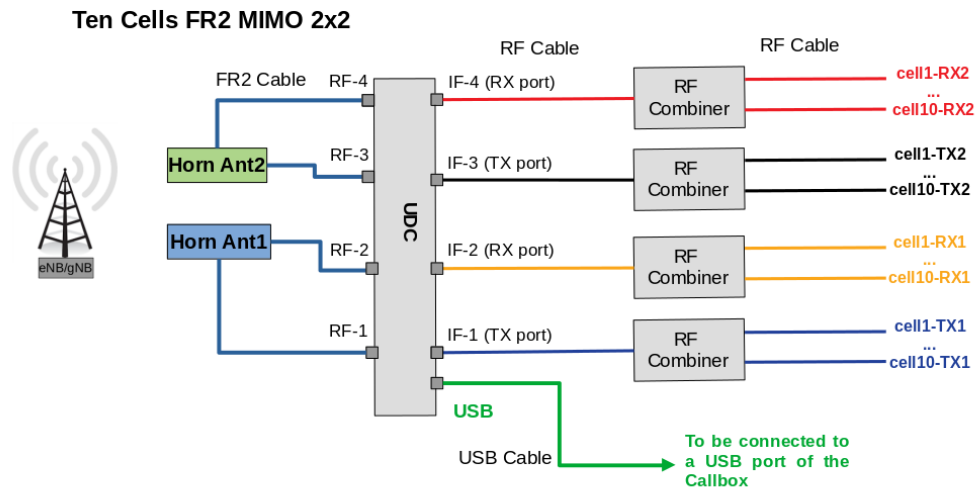 Ten Cells FR2 MIMO 2x2
RF Cable
RF Cable
FR2 Cable
RF-4
IF-4 (RX port)
RF
Combiner
cell1-RX2
...
cell10-RX2
Horn Ant2
RF-3
IF-3 (TX port)
RF
Combiner
cell1-TX2
...
cell10-TX2
UDC
Horn Ant1
RF-2
IF-2 (RX port)
RF
Combiner
cell1-RX1
...
cell10-RX1
eNB/gNB
RF-1
IF-1 (TX port)
RF
Combiner
cell1-TX1
...
cell10-TX1
USB
USB Cable
To be connected to
a USB port of the
Callbox